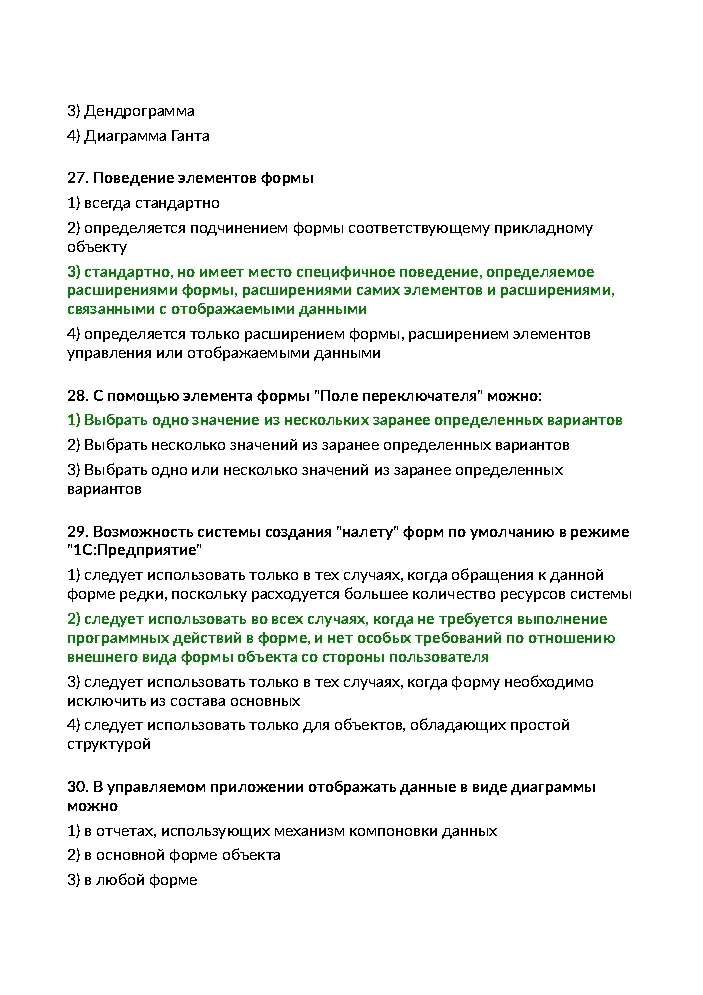 3) Дендрограмма
4) Диаграмма Ганта
27. Поведение элементов формы
1) всегда стандартно
2) определяется подчинением формы соответствующему прикладному
объекту
3) стандартно, но имеет место специфичное поведение, определяемое
расширениями формы, расширениями самих элементов и расширениями,
связанными с отображаемыми данными
4) определяется только расширением формы, расширением элементов
управления или отображаемыми данными
28. С помощью элемента формы "Поле переключателя" можно:
1) Выбрать одно значение из нескольких заранее определенных вариантов
2) Выбрать несколько значений из заранее определенных вариантов
3) Выбрать одно или несколько значений из заранее определенных
вариантов
29. Возможность системы создания "налету" форм по умолчанию в режиме
"1С:Предприятие"
1) следует использовать только в тех случаях, когда обращения к данной
форме редки, поскольку расходуется большее количество ресурсов системы
2) следует использовать во всех случаях, когда не требуется выполнение
программных действий в форме, и нет особых требований по отношению
внешнего вида формы объекта со стороны пользователя
3) следует использовать только в тех случаях, когда форму необходимо
исключить из состава основных
4) следует использовать только для объектов, обладающих простой
структурой
30. В управляемом приложении отображать данные в виде диаграммы
можно
1) в отчетах, использующих механизм компоновки данных
2) в основной форме объекта
3) в любой форме